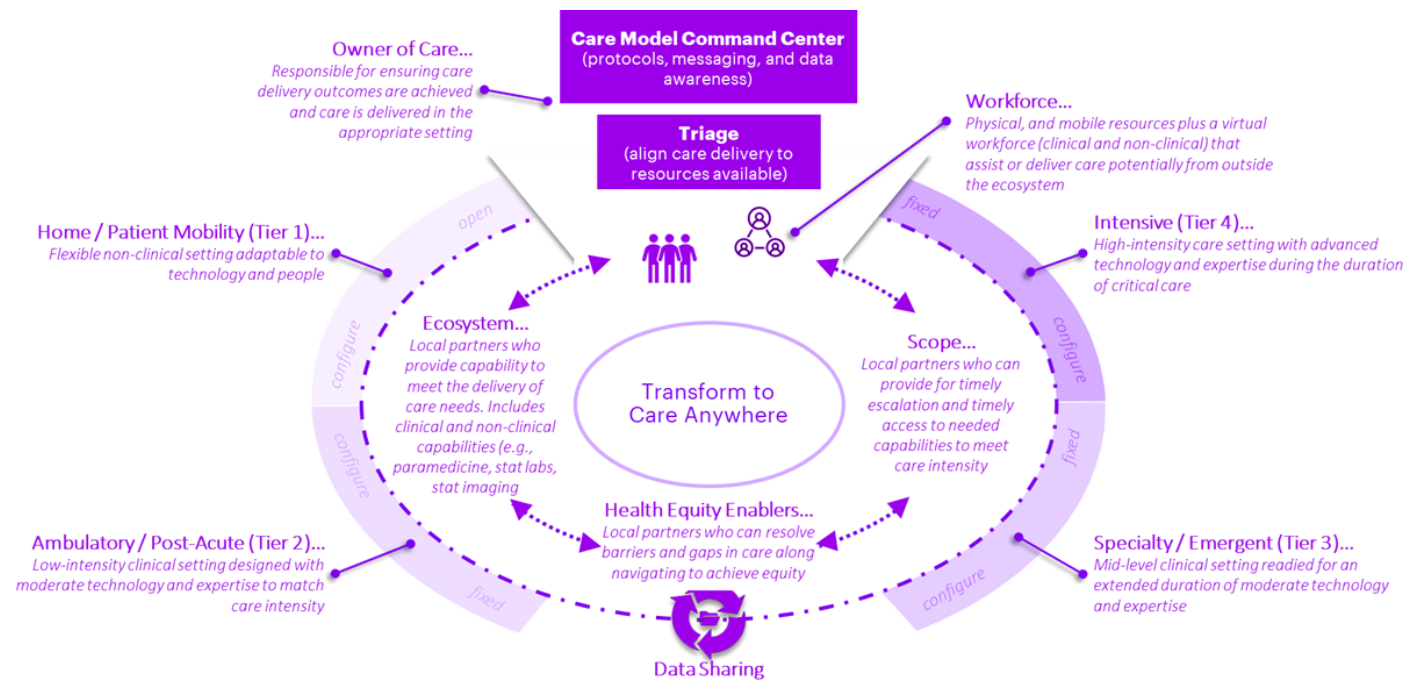 Care Model Command Center
(protocols, messaging, and data
awareness)
Triage
(align care delivery to
resources available)
Owner of Care...
Responsible for ensuring care
delivery outcomes are achieved
and care is delivered in the
appropriate setting
Workforce...
Physical, and mobile resources plus a virtual
workforce (clinical and non-clinical) that
assist or deliver care potentially from outside
the ecosystem
Home / Patient Mobility (Tier 1)...
Flexible non-clinical setting adaptable to
technology and people
open
configure
fixed
configure
Intensive (Tier 4)...
High-intensity care setting with advanced
technology and expertise during the duration
of critical care
Ecosystem...
Local partners who
provide capability to
meet the delivery of
care needs. Includes
clinical and non-clinical
capabilities (e.g.,
paramedicine, stat labs,
stat imaging
Transform to
Care Anywhere
Scope...
Local partners who can
provide for timely
escalation and timely
access to needed
capabilities to meet
care intensity
Health Equity Enablers...
Local partners who can resolve
barriers and gaps in care along
navigating to achieve equity
Ambulatory / Post-Acute (Tier 2)...
Low-intensity clinical setting designed with
moderate technology and expertise to match
care intensity
configure
fixed
fixed
configure
Specialty / Emergent (Tier 3)...
Mid-level clinical setting readied for an
extended duration of moderate technology
and expertise
Data Sharing